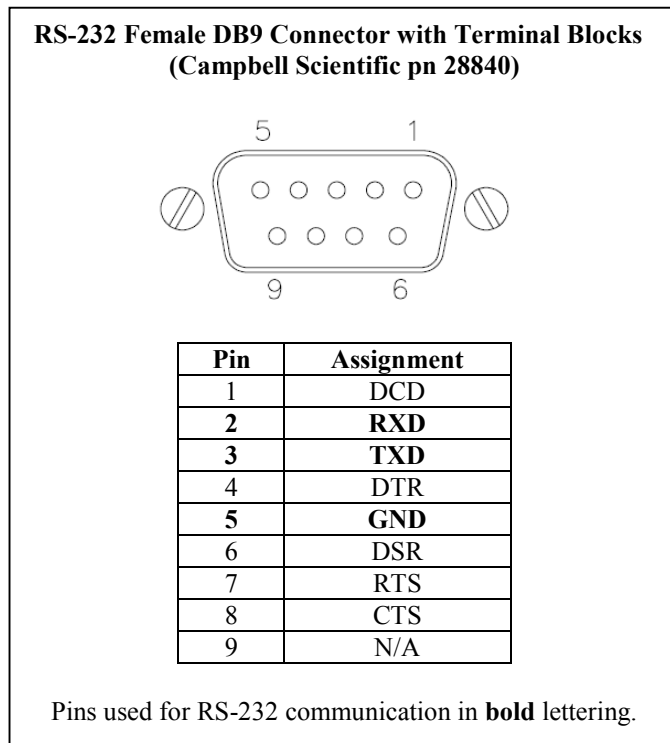 RS-232 Female DB9 Connector with Terminal Blocks
(Campbell Scientific pn 28840)
5 1
9 6
Pin Assignment
1 DCD
2 RXD
3 TXD
4 DTR
5 GND
6 DSR
7 RTS
8 CTS
9 N/A
Pins used for RS-232 communication in bold lettering.